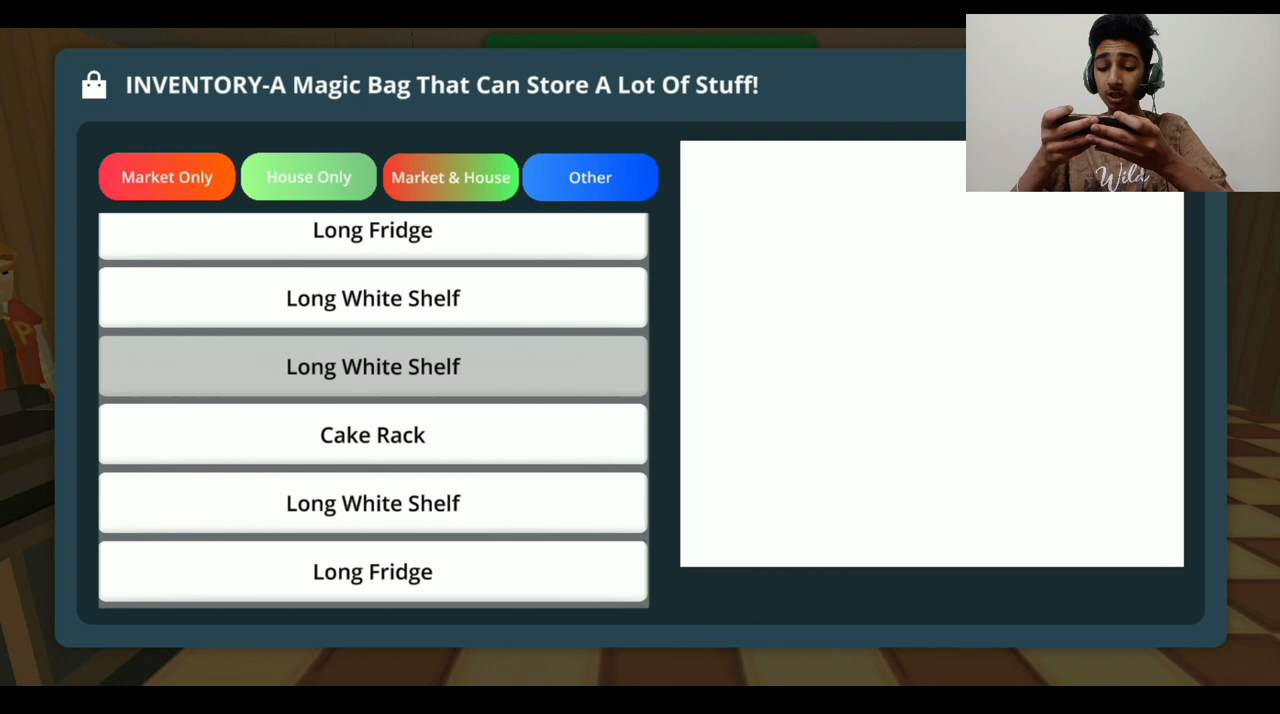 INVENTORY-A Magic Bag That Can Store A Lot Of Stuff!
Market Only
House Only
Market & House
Other
Long Fridge
Long White Shelf
Long White Shelf
Cake Rack
Long White Shelf
Long Fridge
P
Wild